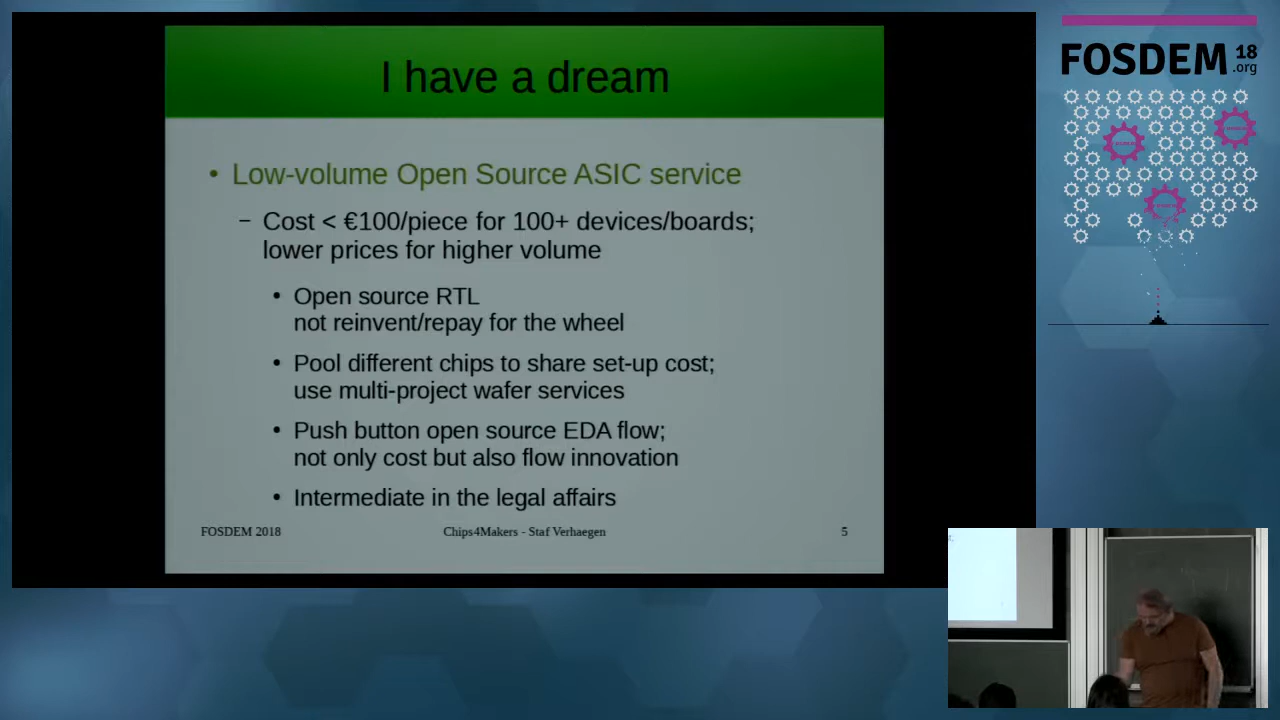 I have a dream
• Low-volume Open Source ASIC service
– Cost < €100/piece for 100+ devices/boards;
lower prices for higher volume
• Open source RTL
not reinvent/repay for the wheel
• Pool different chips to share set-up cost;
use multi-project wafer services
• Push button open source EDA flow;
not only cost but also flow innovation
• Intermediate in the legal affairs
FOSDEM 2018
Chips4Makers - Staf Verhaegen
5
FOSDEM 18
.org